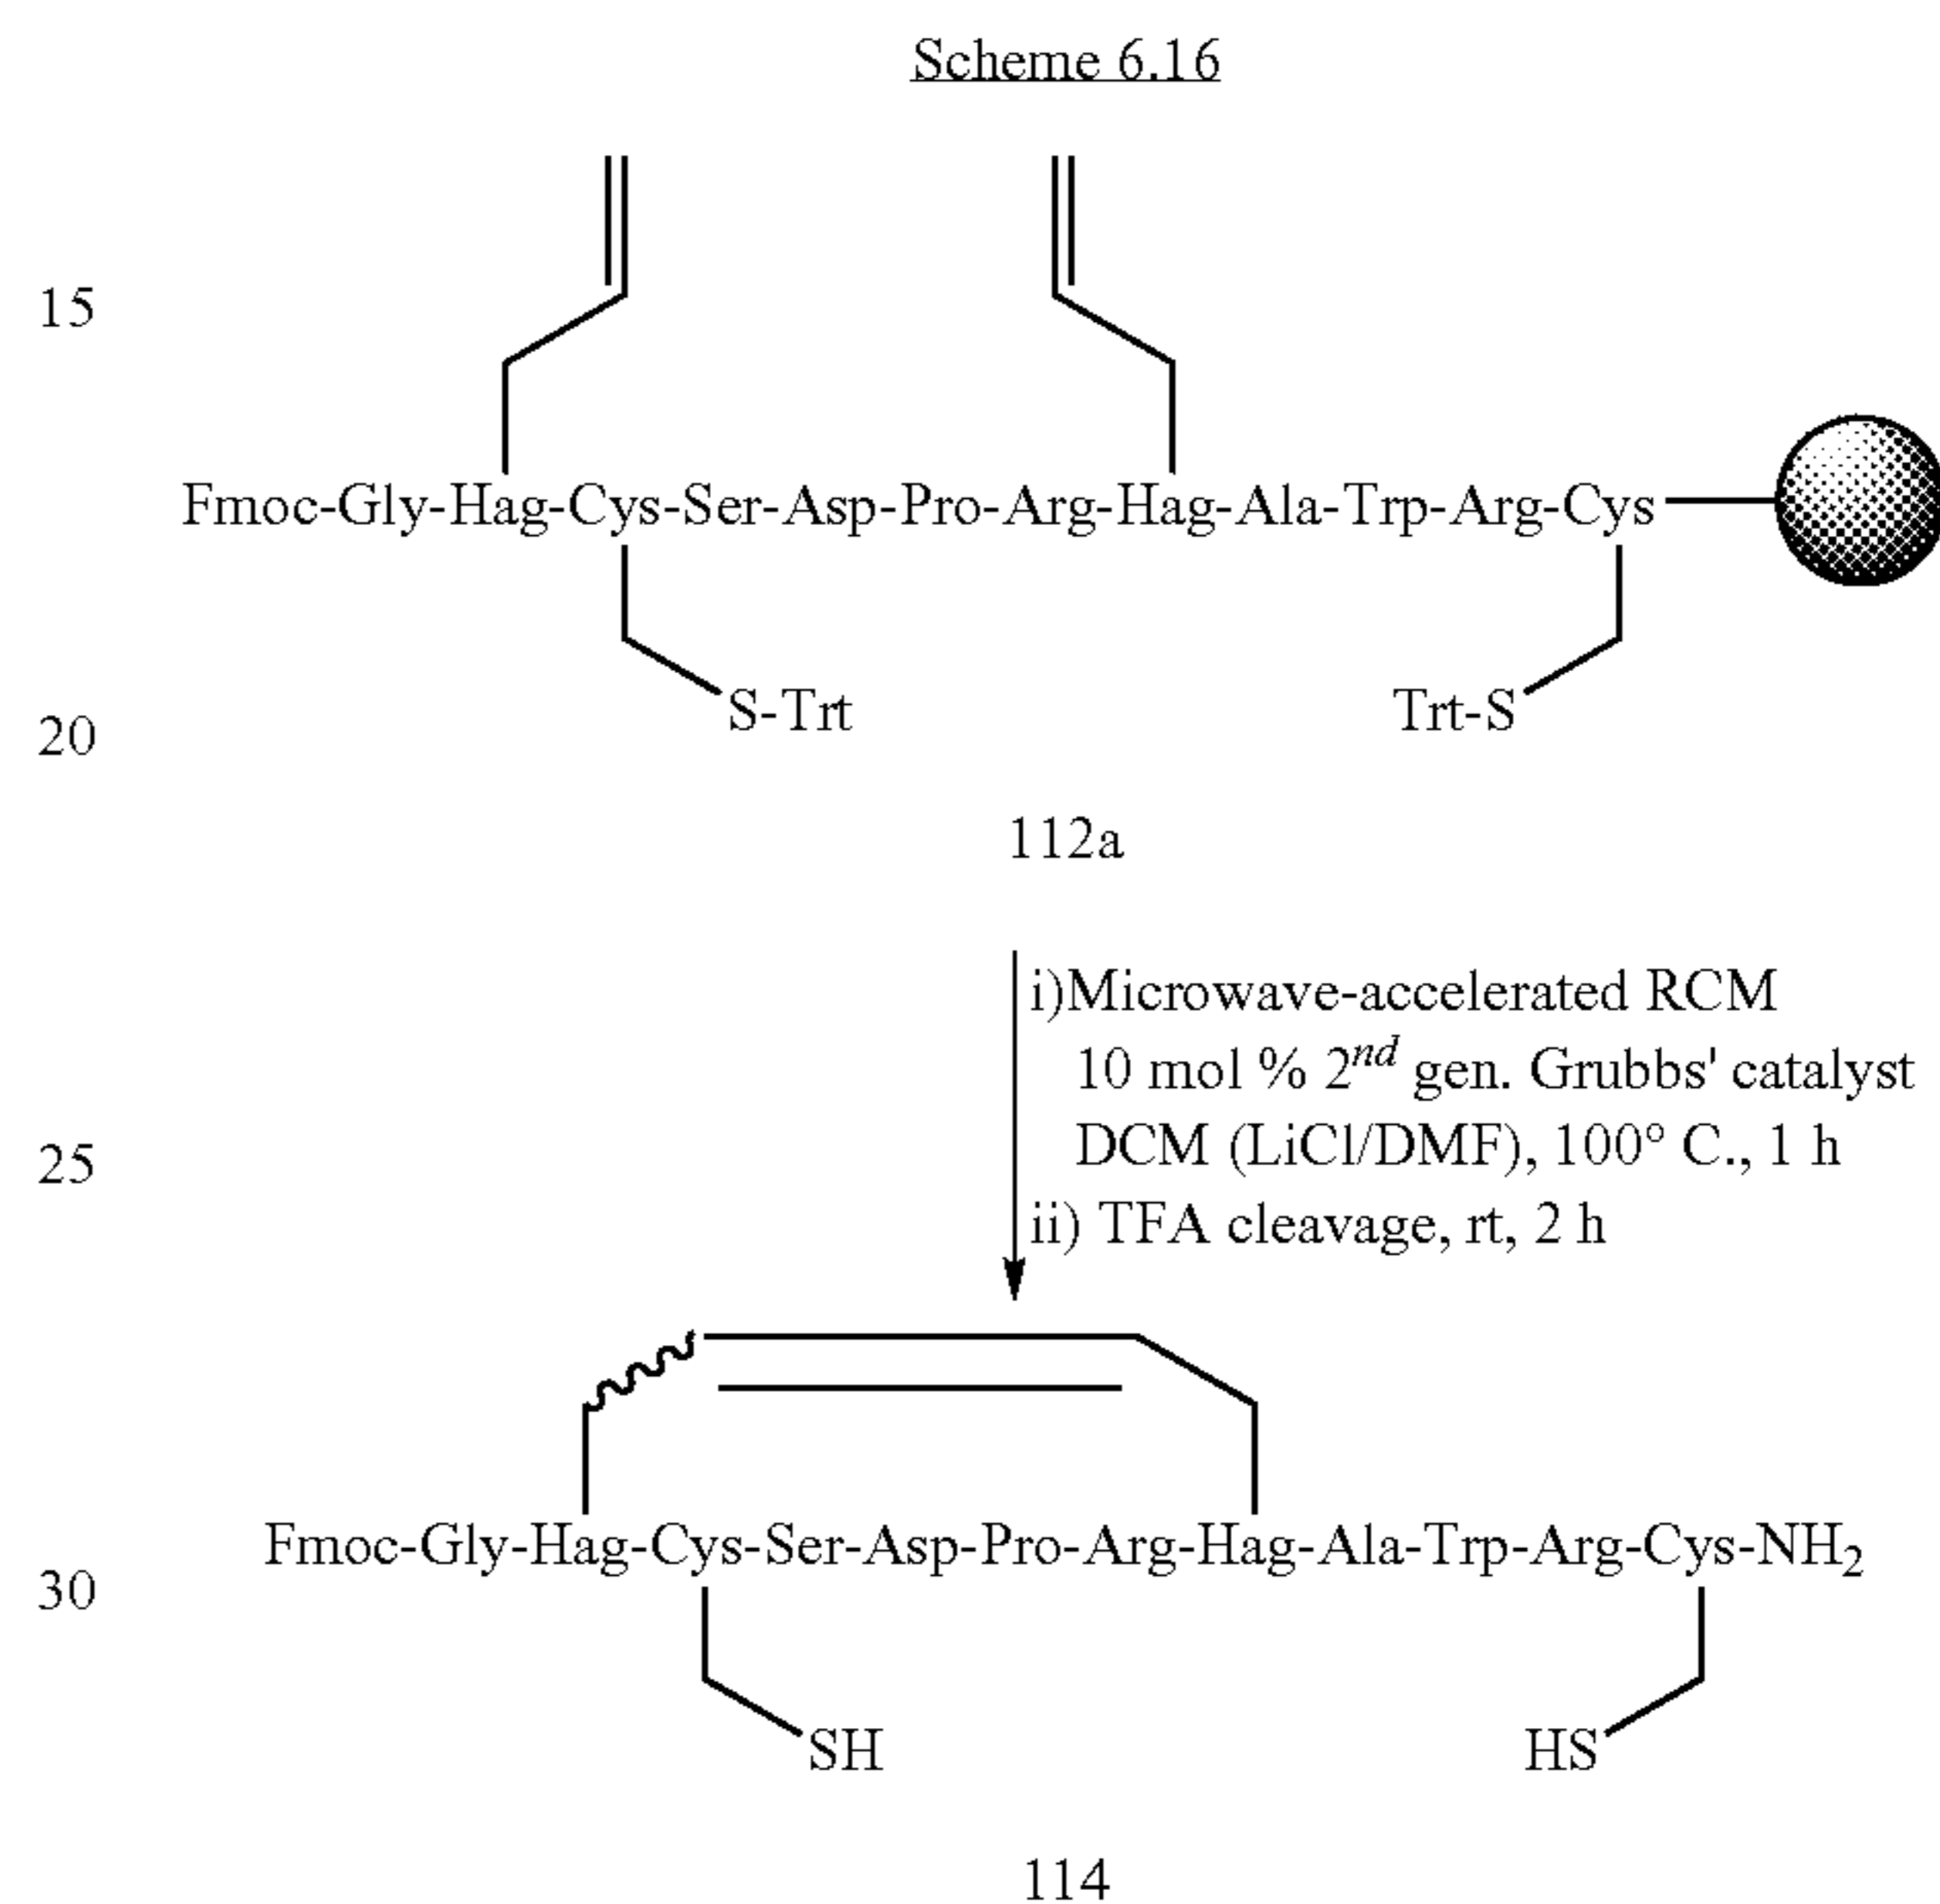 Scheme 6.16
15
Fmoc-Gly-Hag-Cys-Ser-Asp-Pro-Arg-Hag-Ala-Trp-Arg-Cys
S-Trt
Trt-S
20
112a
i)Microwave-accelerated RCM
10 mol % 2nd gen. Grubbs' catalyst
DCM (LiCl/DMF), 100° C., 1 h
25
ii) TFA cleavage, rt, 2 h
Fmoc-Gly-Hag-Cys-Ser-Asp-Pro-Arg-Hag-Ala-Trp-Arg-Cys-NH2
30
SH
HS
114